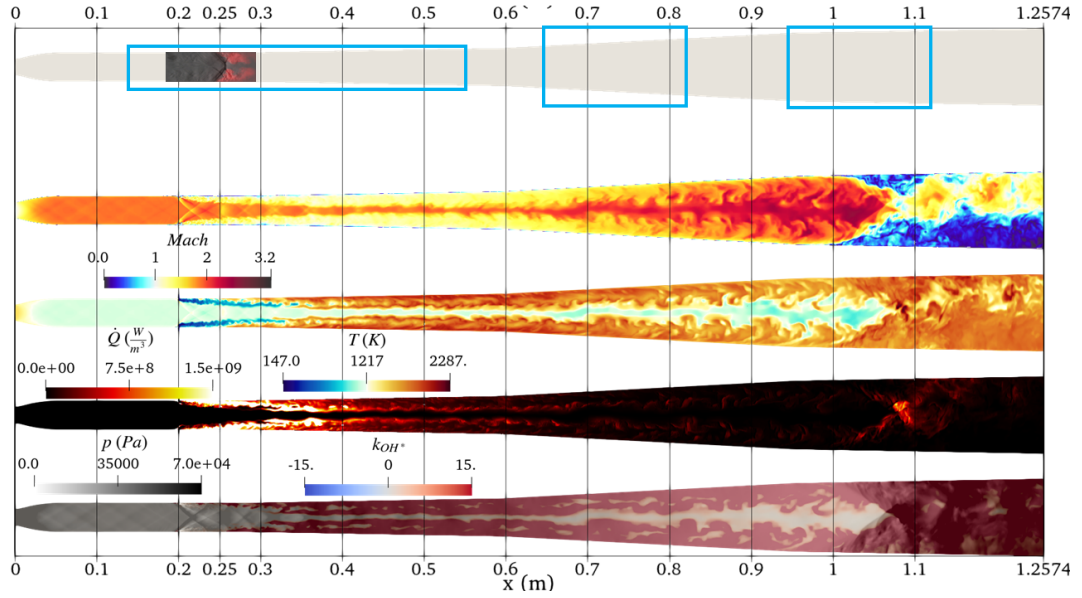 0 0.1 0.2 0.25 0.3 0.4 0.5 0.6 0.7 0.8 0.9 1 1.1 1.2574
Mach
0.0 1 2 3.2
Q̇ (W/m³) T (K)
0.0e+00 7.5e+8 1.5e+09 147.0 1217 2287.
p (Pa) k_OH*
0.0 35000 7.0e+04 -15. 0 15.
0 0.1 0.2 0.25 0.3 0.4 0.5 0.6 0.7 0.8 0.9 1 1.1 1.2574
x (m)